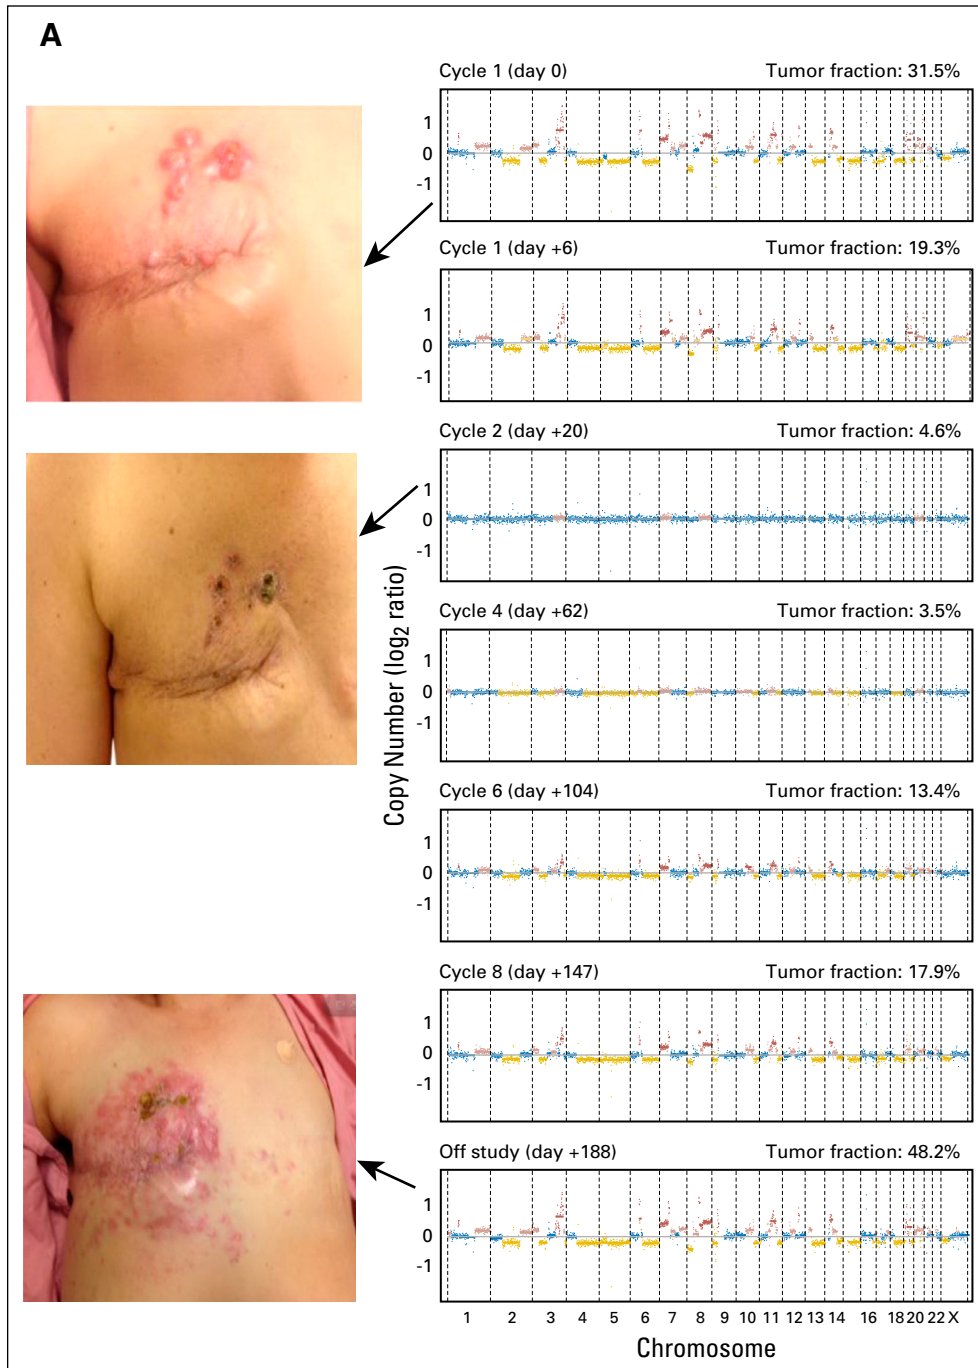 A
Cycle 1 (day 0) Tumor fraction: 31.5%
1
0
-1
Cycle 1 (day +6) Tumor fraction: 19.3%
1
0
-1
Cycle 2 (day +20) Tumor fraction: 4.6%
1
0
-1
Cycle 4 (day +62) Tumor fraction: 3.5%
1
0
-1
Copy Number (log2 ratio)
Cycle 6 (day +104) Tumor fraction: 13.4%
1
0
-1
Cycle 8 (day +147) Tumor fraction: 17.9%
1
0
-1
Off study (day +188) Tumor fraction: 48.2%
1
0
-1
1 2 3 4 5 6 7 8 9 10 11 12 13 14 16 18 20 22 X
Chromosome